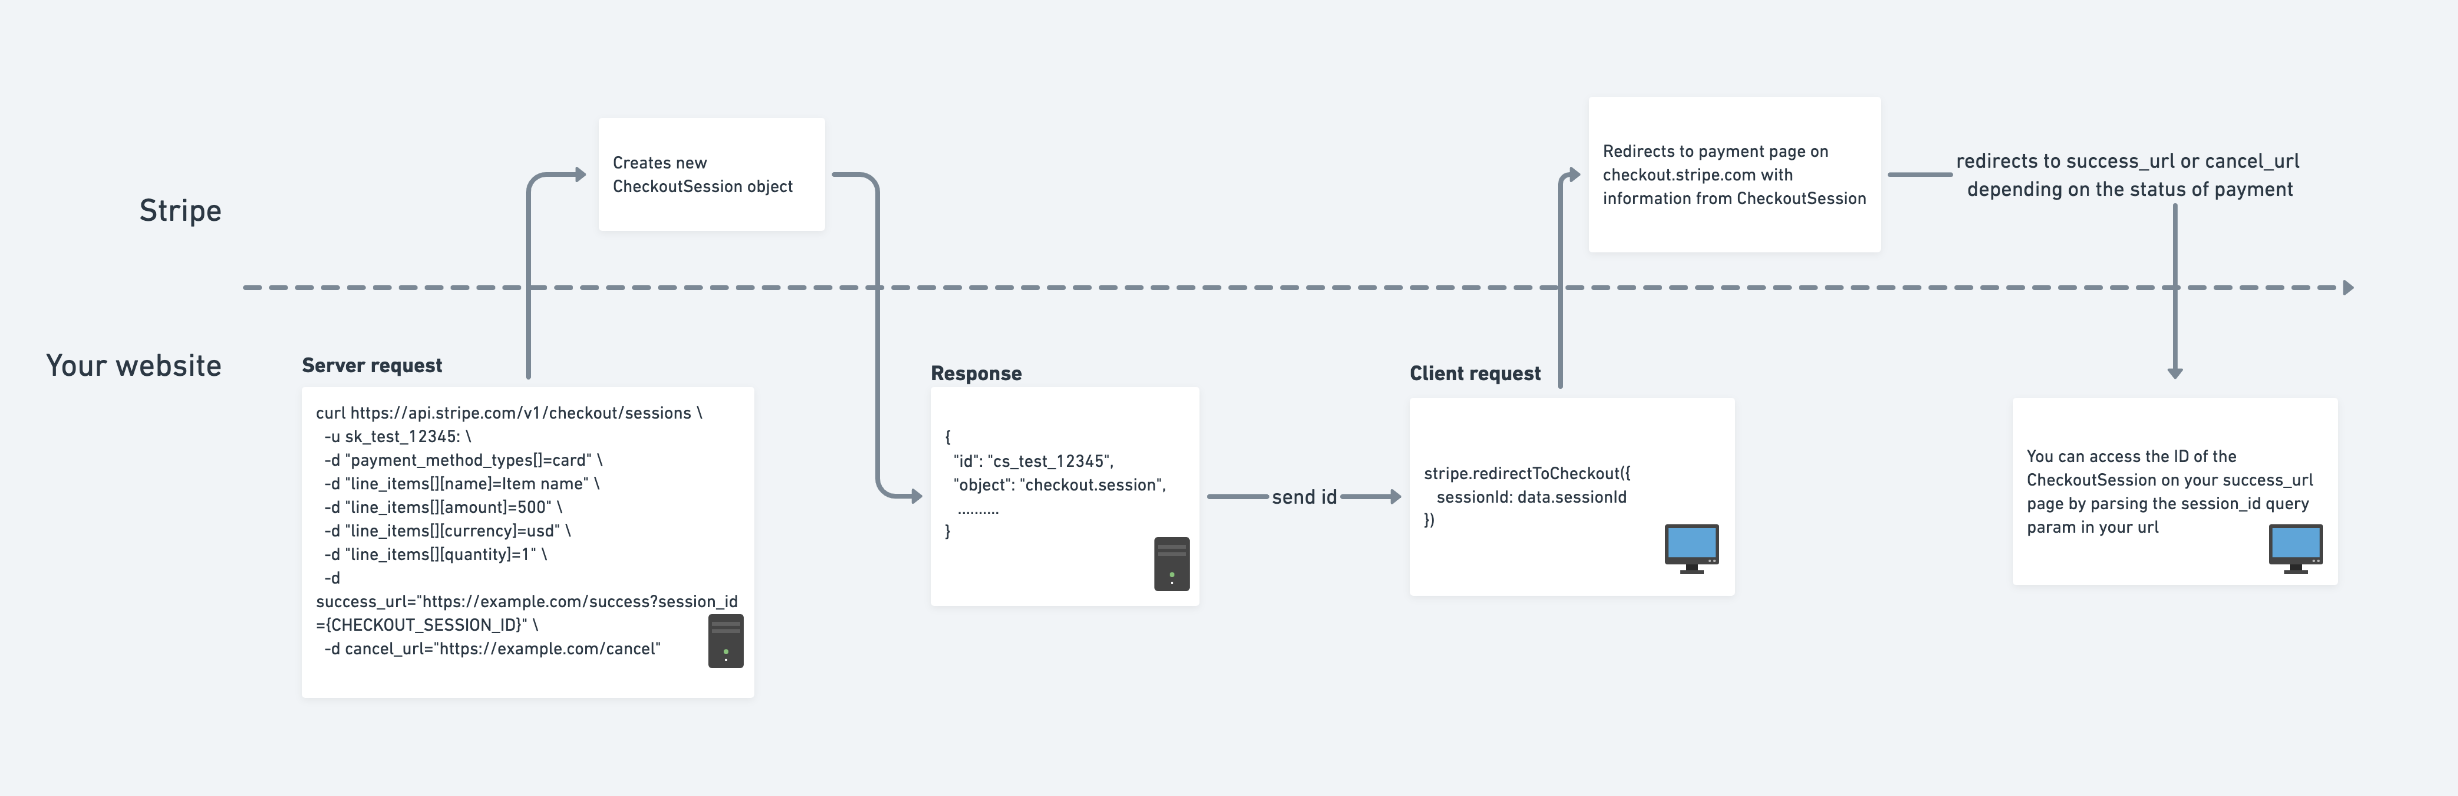 Stripe
Your website
Creates new
CheckoutSession object
Redirects to payment page on
checkout.stripe.com with
information from CheckoutSession
redirects to success_url or cancel_url
depending on the status of payment
Server request
curl https://api.stripe.com/v1/checkout/sessions \
-u sk_test_12345: \
-d "payment_method_types[]=card" \
-d "line_items[][name]=Item name" \
-d "line_items[][amount]=500" \
-d "line_items[][currency]=usd" \
-d "line_items[][quantity]=1" \
-d
success_url="https://example.com/success?session_id
={CHECKOUT_SESSION_ID}" \
-d cancel_url="https://example.com/cancel"
Response
{
"id": "cs_test_12345",
"object": "checkout.session",
..........
}
send id
Client request
stripe.redirectToCheckout({
sessionId: data.sessionId
})
You can access the ID of the
CheckoutSession on your success_url
page by parsing the session_id query
param in your url